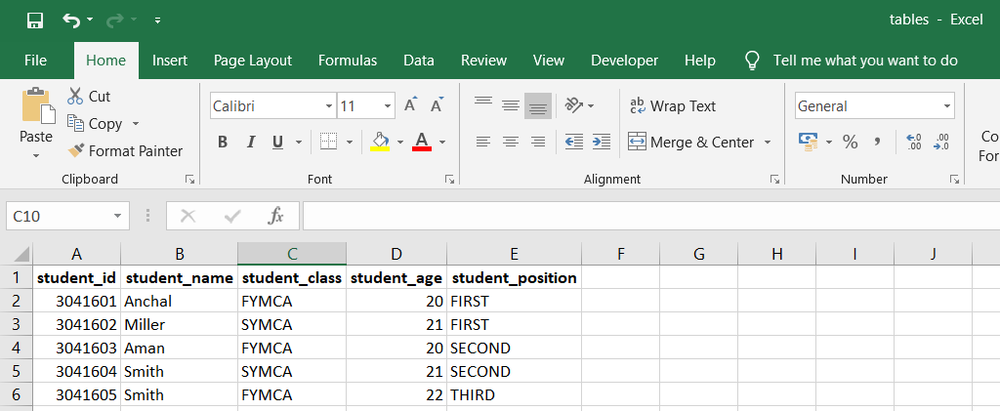 tables - Excel
File Home Insert Page Layout Formulas Data Review View Developer Help Tell me what you want to do
Cut
Copy
Format Painter
Paste
Clipboard
Calibri 11 A A
B I U A
Font
ab Wrap Text
Merge & Center
Alignment
General
% , .0 .00 .00 .0
Number
Co
For
C10 fx
A B C D E F G H I J
1 student_id student_name student_class student_age student_position
2 3041601 Anchal FYMCA 20 FIRST
3 3041602 Miller SYMCA 21 FIRST
4 3041603 Aman FYMCA 20 SECOND
5 3041604 Smith SYMCA 21 SECOND
6 3041605 Smith FYMCA 22 THIRD